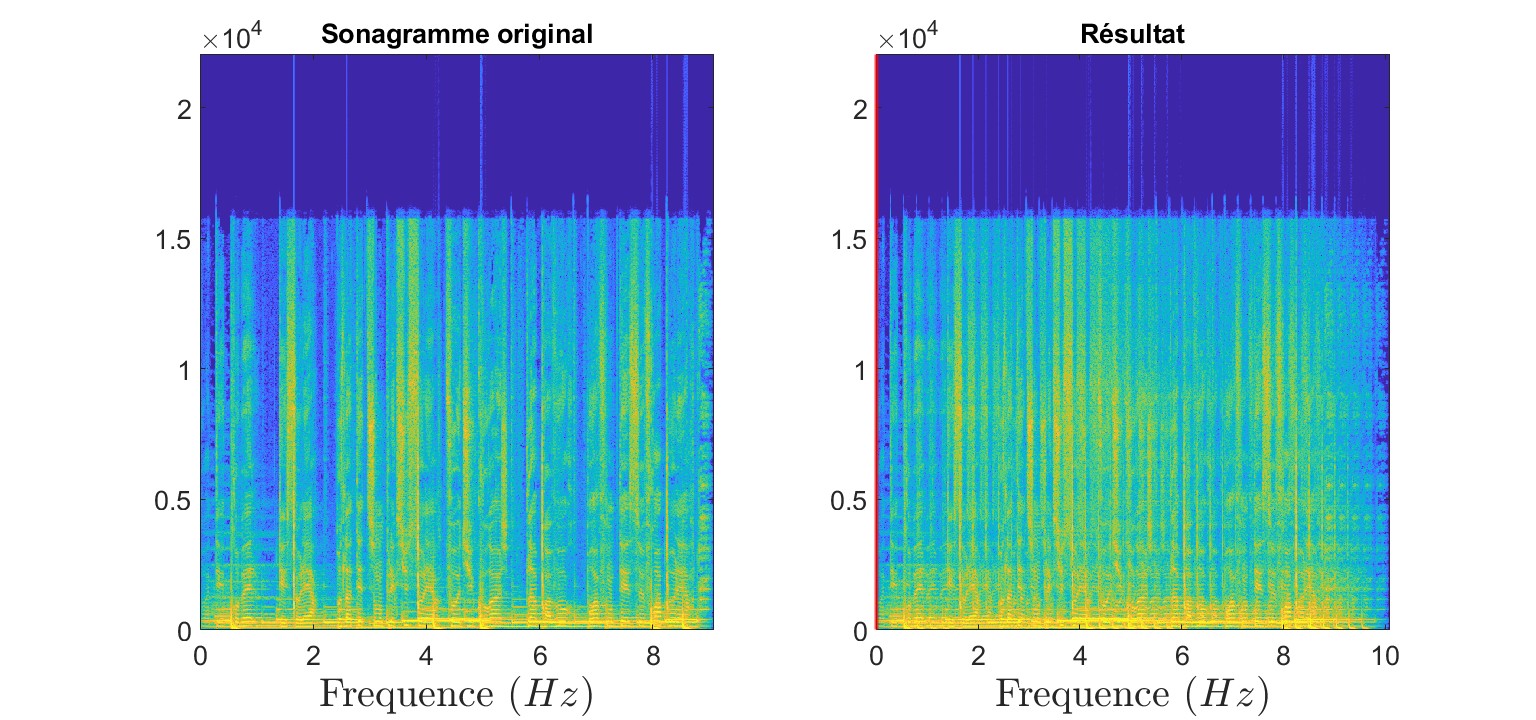 ×10⁴ Sonagramme original
2
1.5
1
0.5
0
0 2 4 6 8
Frequence (Hz)
×10⁴ Résultat
2
1.5
1
0.5
0
0 2 4 6 8 10
Frequence (Hz)